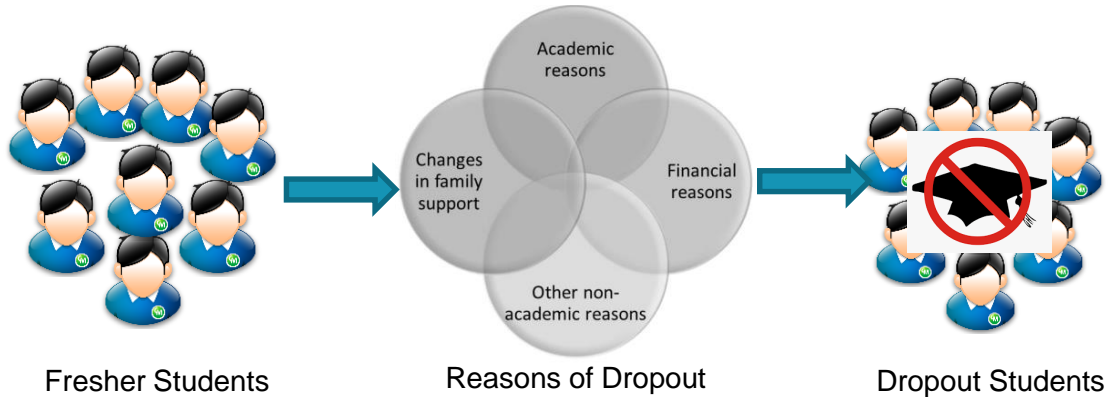 Academic
reasons
Changes
in family
support
Financial
reasons
Other non-
academic reasons
Fresher Students
Reasons of Dropout
Dropout Students